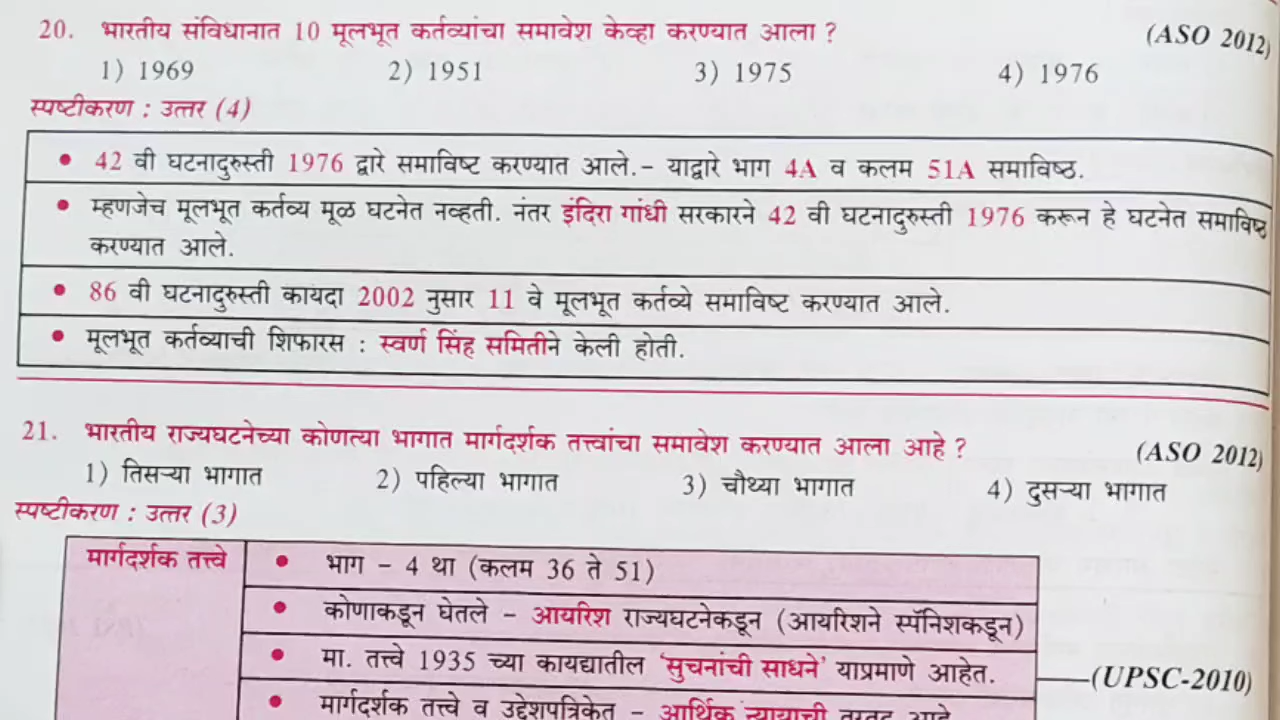 20. भारतीय संविधानात 10 मूलभूत कर्तव्यांचा समावेश केव्हा करण्यात आला ? (ASO 2012)
1) 1969 2) 1951 3) 1975 4) 1976
स्पष्टीकरण : उत्तर (4)
• 42 वी घटनादुरुस्ती 1976 द्वारे समाविष्ट करण्यात आले.- याद्वारे भाग 4A व कलम 51A समाविष्ठ.
• म्हणजेच मूलभूत कर्तव्य मूळ घटनेत नव्हती. नंतर इंदिरा गांधी सरकारने 42 वी घटनादुरुस्ती 1976 करून हे घटनेत समाविष्ठ
करण्यात आले.
• 86 वी घटनादुरुस्ती कायदा 2002 नुसार 11 वे मूलभूत कर्तव्ये समाविष्ट करण्यात आले.
• मूलभूत कर्तव्याची शिफारस : स्वर्ण सिंह समितीने केली होती.
21. भारतीय राज्यघटनेच्या कोणत्या भागात मार्गदर्शक तत्त्वांचा समावेश करण्यात आला आहे ? (ASO 2012)
1) तिसऱ्या भागात 2) पहिल्या भागात 3) चौथ्या भागात 4) दुसऱ्या भागात
स्पष्टीकरण : उत्तर (3)
मार्गदर्शक तत्त्वे • भाग - 4 था (कलम 36 ते 51)
• कोणाकडून घेतले - आयरिश राज्यघटनेकडून (आयरिशने स्पॅनिशकडून)
• मा. तत्त्वे 1935 च्या कायद्यातील 'सुचनांची साधने' याप्रमाणे आहेत. (UPSC-2010)
• मार्गदर्शक तत्त्वे व उद्देशपत्रिकेत - आर्थिक न्यायाची तरतूद आहे